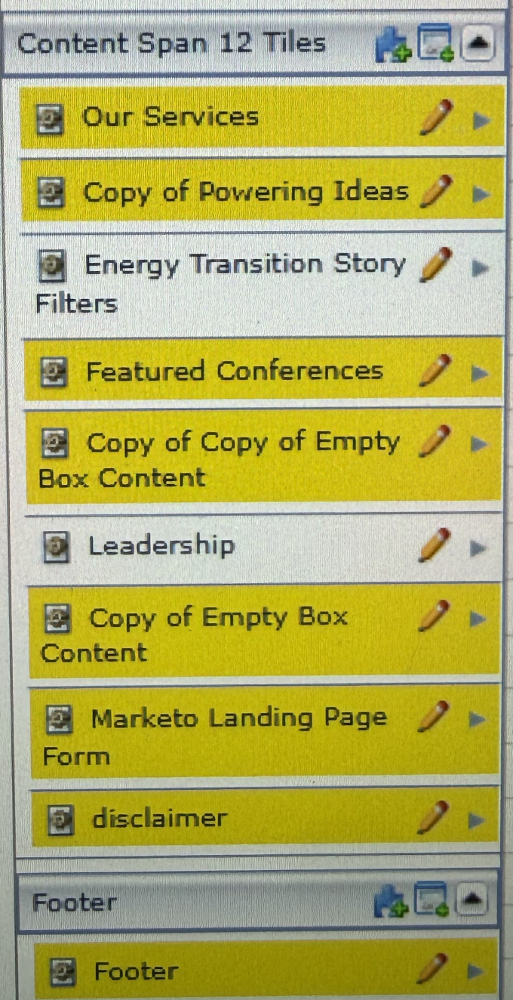 Content Span 12 Tiles
Our Services
Copy of Powering Ideas
Energy Transition Story
Filters
Featured Conferences
Copy of Copy of Empty
Box Content
Leadership
Copy of Empty Box
Content
Marketo Landing Page
Form
disclaimer
Footer
Footer